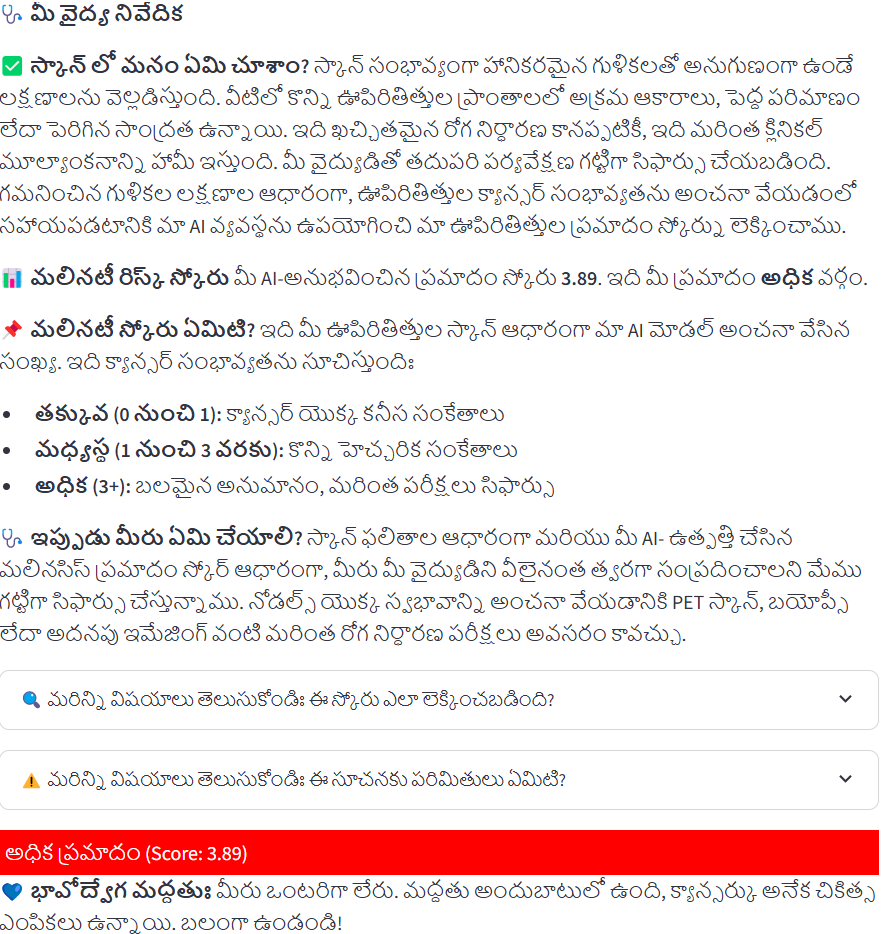 🩺 మీ వైద్య నివేదిక
✅ స్కాన్ లో మనం ఏమి చూశాం? స్కాన్ సంభావ్యంగా హానికరమైన గుళికలతో అనుగుణంగా ఉండే
లక్షణాలను వెల్లడిస్తుంది. వీటిలో కొన్ని ఊపిరితిత్తుల ప్రాంతాలలో అక్రమ ఆకారాలు, పెద్ద పరిమాణం
లేదా పెరిగిన సాంద్రత ఉన్నాయి. ఇది ఖచ్చితమైన రోగ నిర్ధారణ కానప్పటికీ, ఇది మరింత క్లినికల్
మూల్యాంకనాన్ని హామీ ఇస్తుంది. మీ వైద్యుడితో తదుపరి పర్యవేక్షణ గట్టిగా సిఫార్సు చేయబడింది.
గమనించిన గుళికల లక్షణాల ఆధారంగా, ఊపిరితిత్తుల క్యాన్సర్ సంభావ్యతను అంచనా వేయడంలో
సహాయపడటానికి మా AI వ్యవస్థను ఉపయోగించి మా ఊపిరితిత్తుల ప్రమాదం స్కోర్ను లెక్కించాము.
📊 మలినటీ రిస్క్ స్కోరు మీ AI-అనుభవించిన ప్రమాదం స్కోరు 3.89. ఇది మీ ప్రమాదం అధిక వర్గం.
📌 మలినటీ స్కోరు ఏమిటి? ఇది మీ ఊపిరితిత్తుల స్కాన్ ఆధారంగా మా AI మోడల్ అంచనా వేసిన
సంఖ్య. ఇది క్యాన్సర్ సంభావ్యతను సూచిస్తుందిః
• తక్కువ (0 నుంచి 1): క్యాన్సర్ యొక్క కనీస సంకేతాలు
• మధ్యస్థ (1 నుంచి 3 వరకు): కొన్ని హెచ్చరిక సంకేతాలు
• అధిక (3+): బలమైన అనుమానం, మరింత పరీక్షలు సిఫార్సు
🩺 ఇప్పుడు మీరు ఏమి చేయాలి? స్కాన్ ఫలితాల ఆధారంగా మరియు మీ AI- ఉత్పత్తి చేసిన
మలినసిస్ ప్రమాదం స్కోర్ ఆధారంగా, మీరు మీ వైద్యుడిని వీలైనంత త్వరగా సంప్రదించాలని మేము
గట్టిగా సిఫార్సు చేస్తున్నాము. నోడల్స్ యొక్క స్వభావాన్ని అంచనా వేయడానికి PET స్కాన్, బయోప్సీ
లేదా అదనపు ఇమేజింగ్ వంటి మరింత రోగ నిర్ధారణ పరీక్షలు అవసరం కావచ్చు.
🔍 మరిన్ని విషయాలు తెలుసుకోండిః ఈ స్కోరు ఎలా లెక్కించబడింది?
⚠️ మరిన్ని విషయాలు తెలుసుకోండిః ఈ సూచనకు పరిమితులు ఏమిటి?
అధిక ప్రమాదం (Score: 3.89)
💙 భావోద్వేగ మద్దతుః మీరు ఒంటరిగా లేరు. మద్దతు అందుబాటులో ఉంది, క్యాన్సర్కు అనేక చికిత్స
ఎంపికలు ఉన్నాయి. బలంగా ఉండండి!